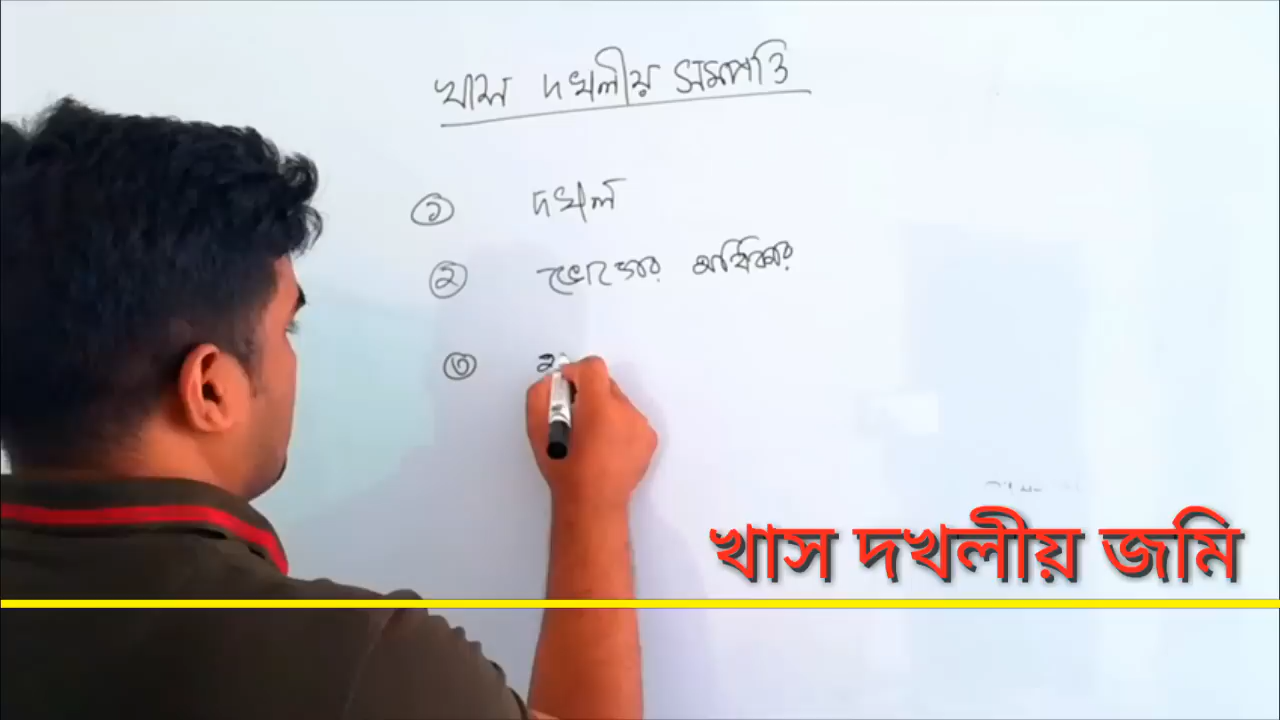 খাস দখলীয় সম্পত্তি
১ দখল
২ ভোগের অধিকার
৩
খাস দখলীয় জমি